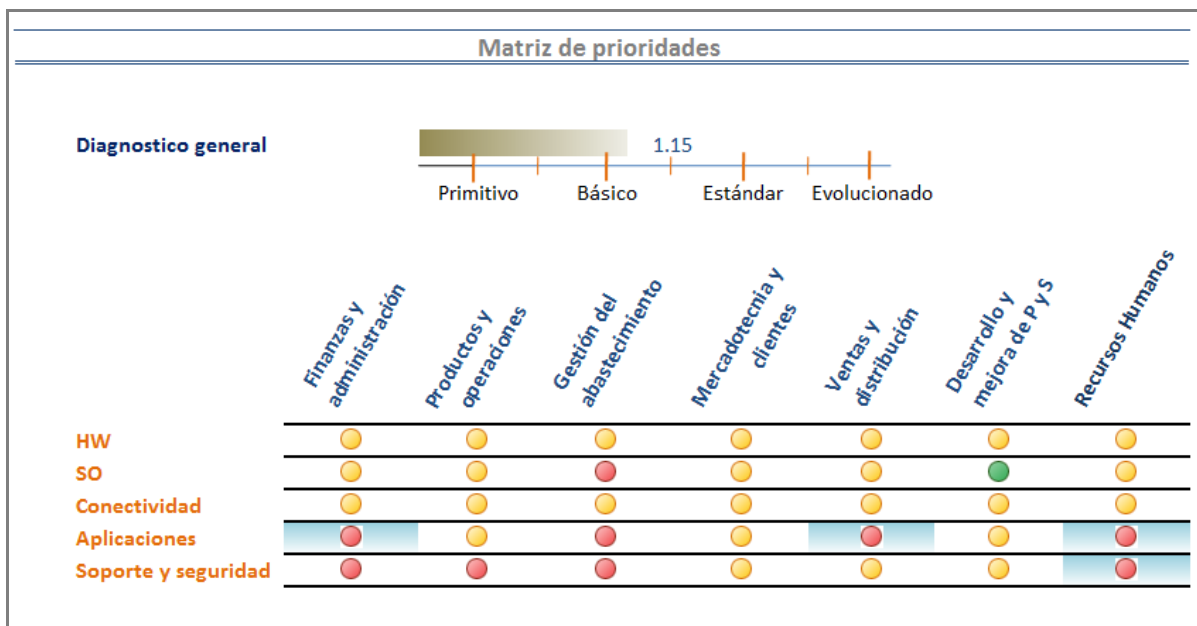 Matriz de prioridades
Diagnostico general
1.15
Primitivo
Básico
Estándar
Evolucionado
Finanzas y
administración
Productos y
operaciones
Gestión del
abastecimiento
Mercadotecnia y
clientes
Ventas y
distribución
Desarrollo y
mejora de P y S
Recursos Humanos
HW
SO
Conectividad
Aplicaciones
Soporte y seguridad